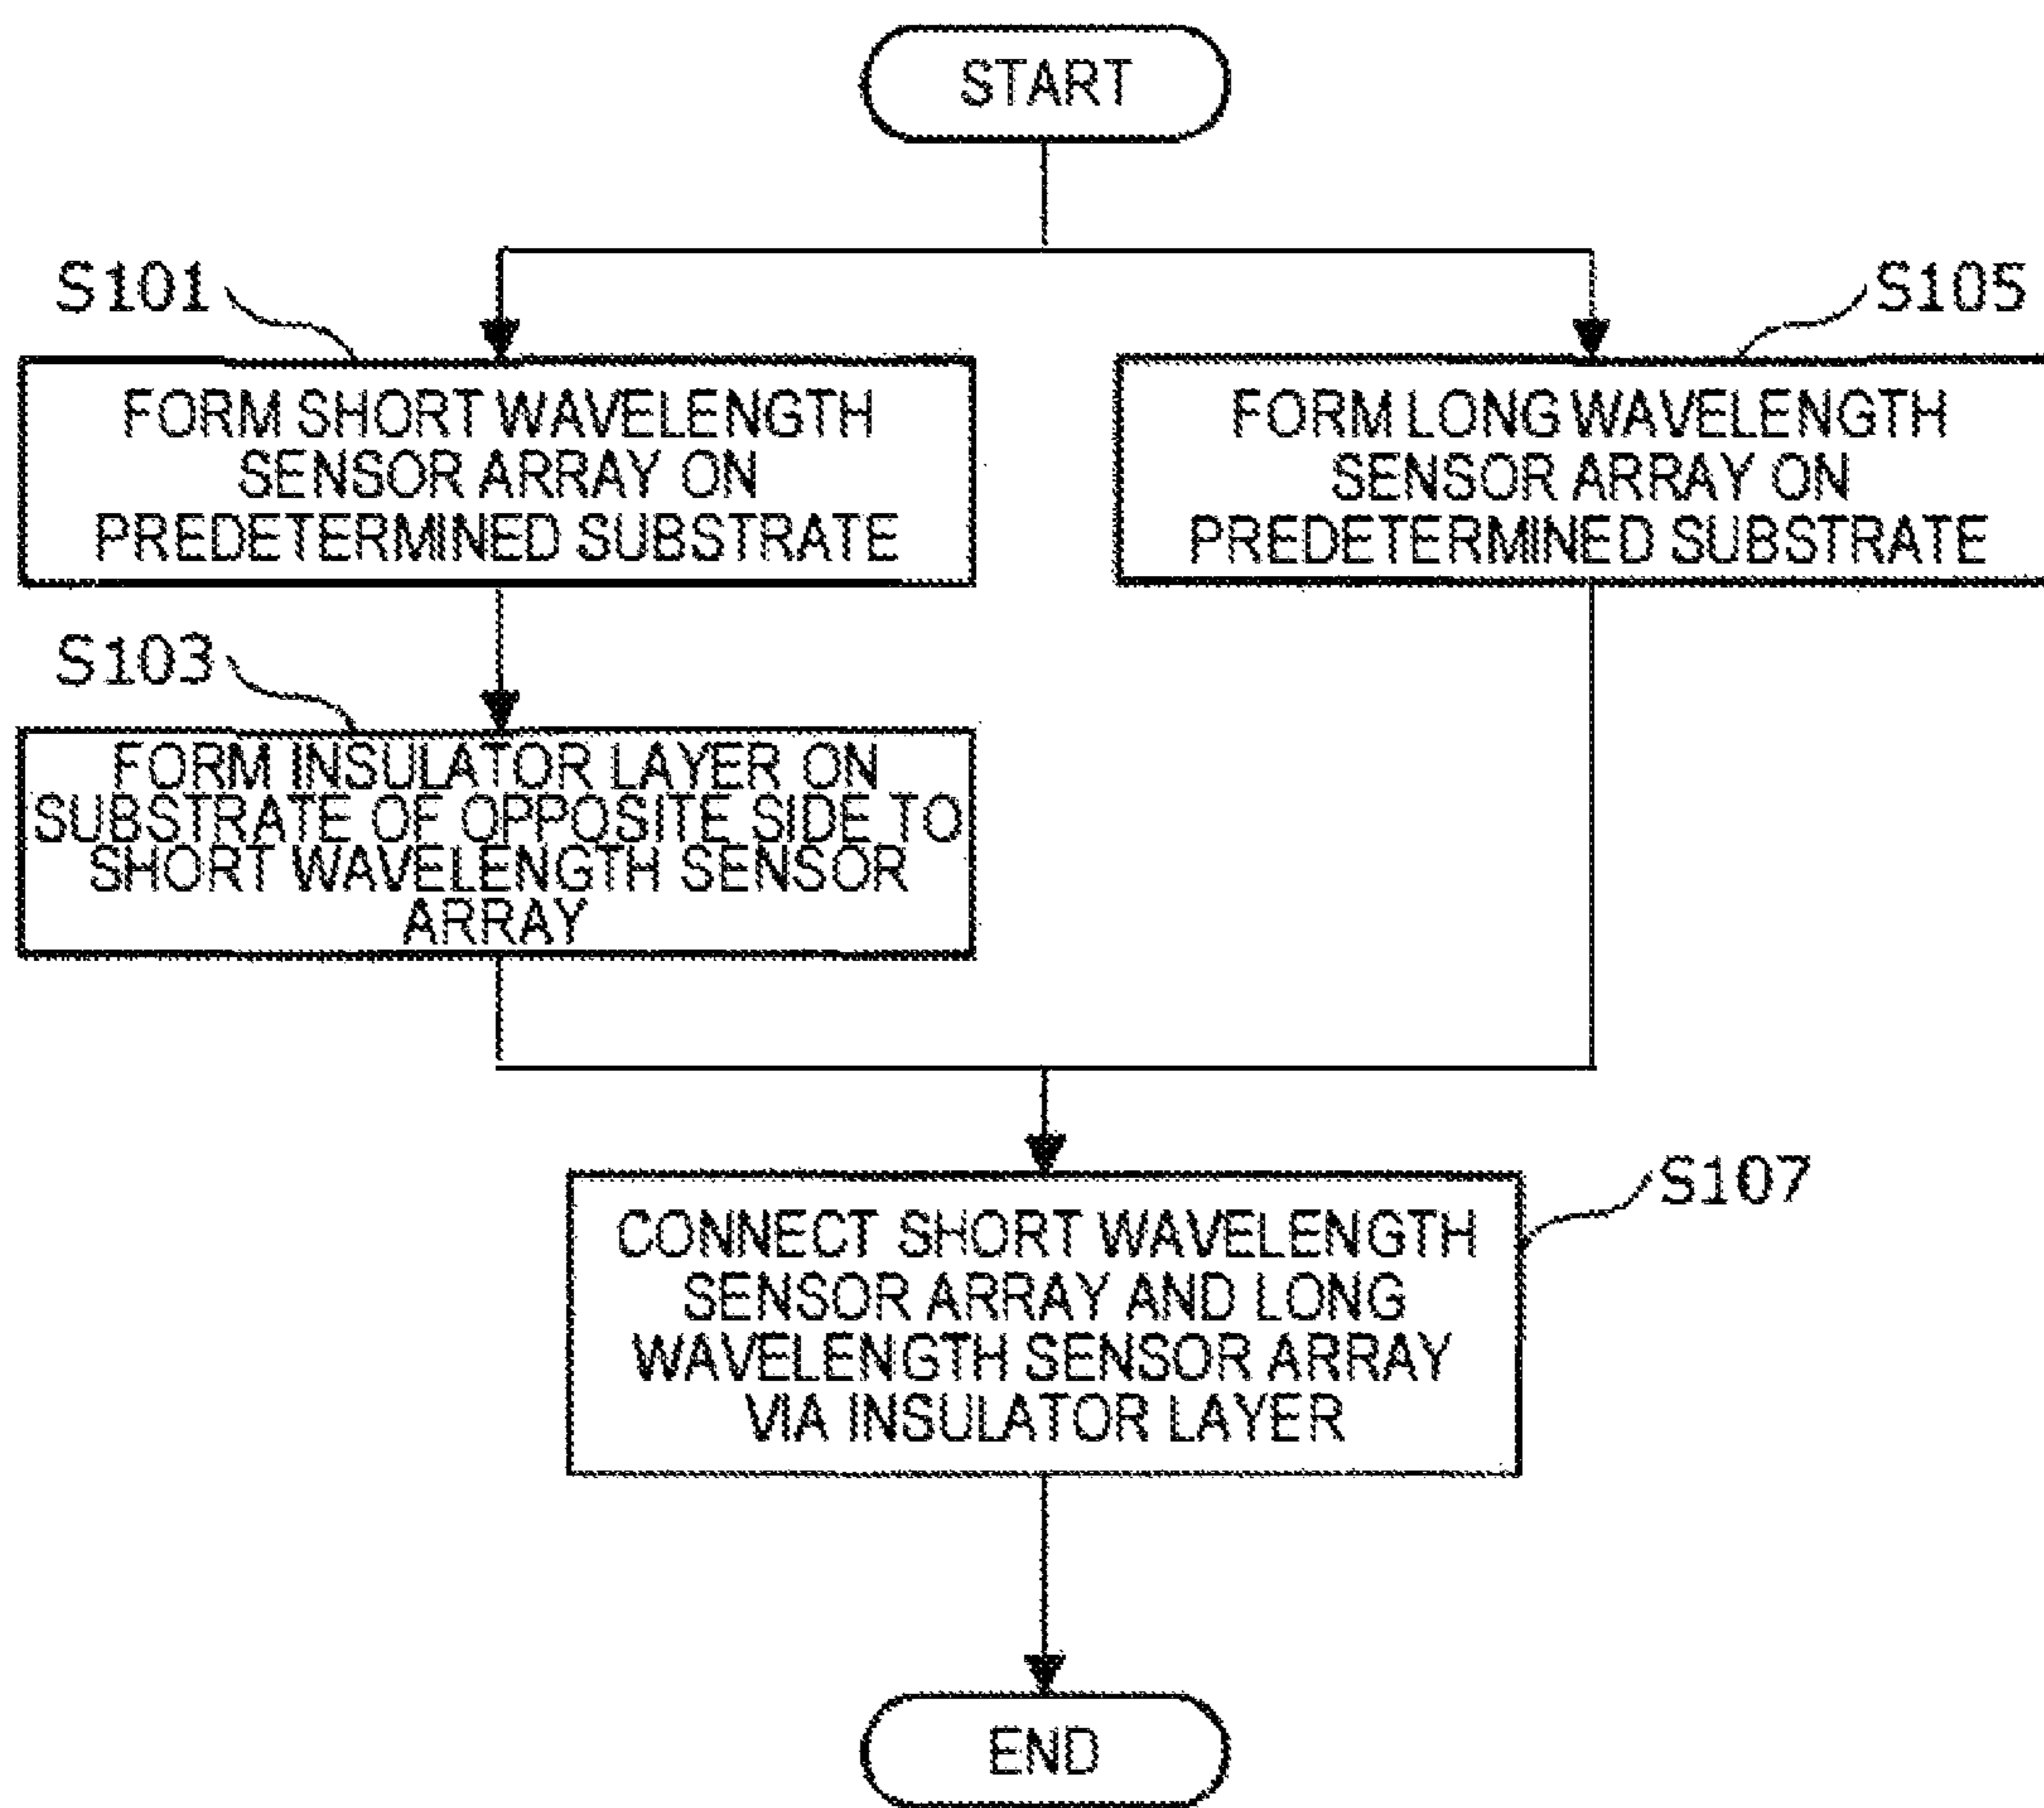 START
S101
FORM SHORT WAVELENGTH
SENSOR ARRAY ON
PREDETERMINED SUBSTRATE
S105
FORM LONG WAVELENGTH
SENSOR ARRAY ON
PREDETERMINED SUBSTRATE
S103
FORM INSULATOR LAYER ON
SUBSTRATE OF OPPOSITE SIDE TO
SHORT WAVELENGTH SENSOR
ARRAY
S107
CONNECT SHORT WAVELENGTH
SENSOR ARRAY AND LONG
WAVELENGTH SENSOR ARRAY
VIA INSULATOR LAYER
END